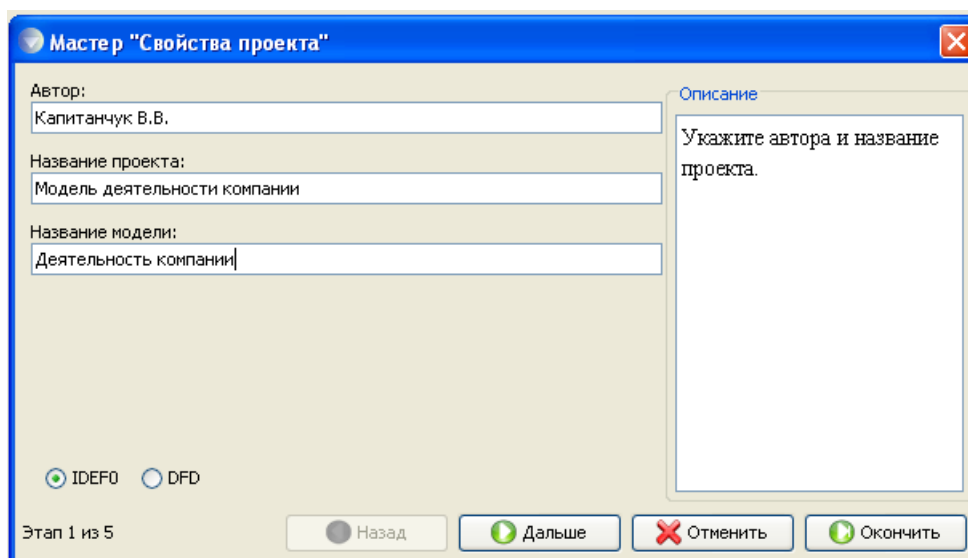 Мастер "Свойства проекта"
Автор:
Капитанчук В.В.
Название проекта:
Модель деятельности компании
Название модели:
Деятельность компании
Описание
Укажите автора и название
проекта.
IDEF0 DFD
Этап 1 из 5 Назад Дальше Отменить Окончить